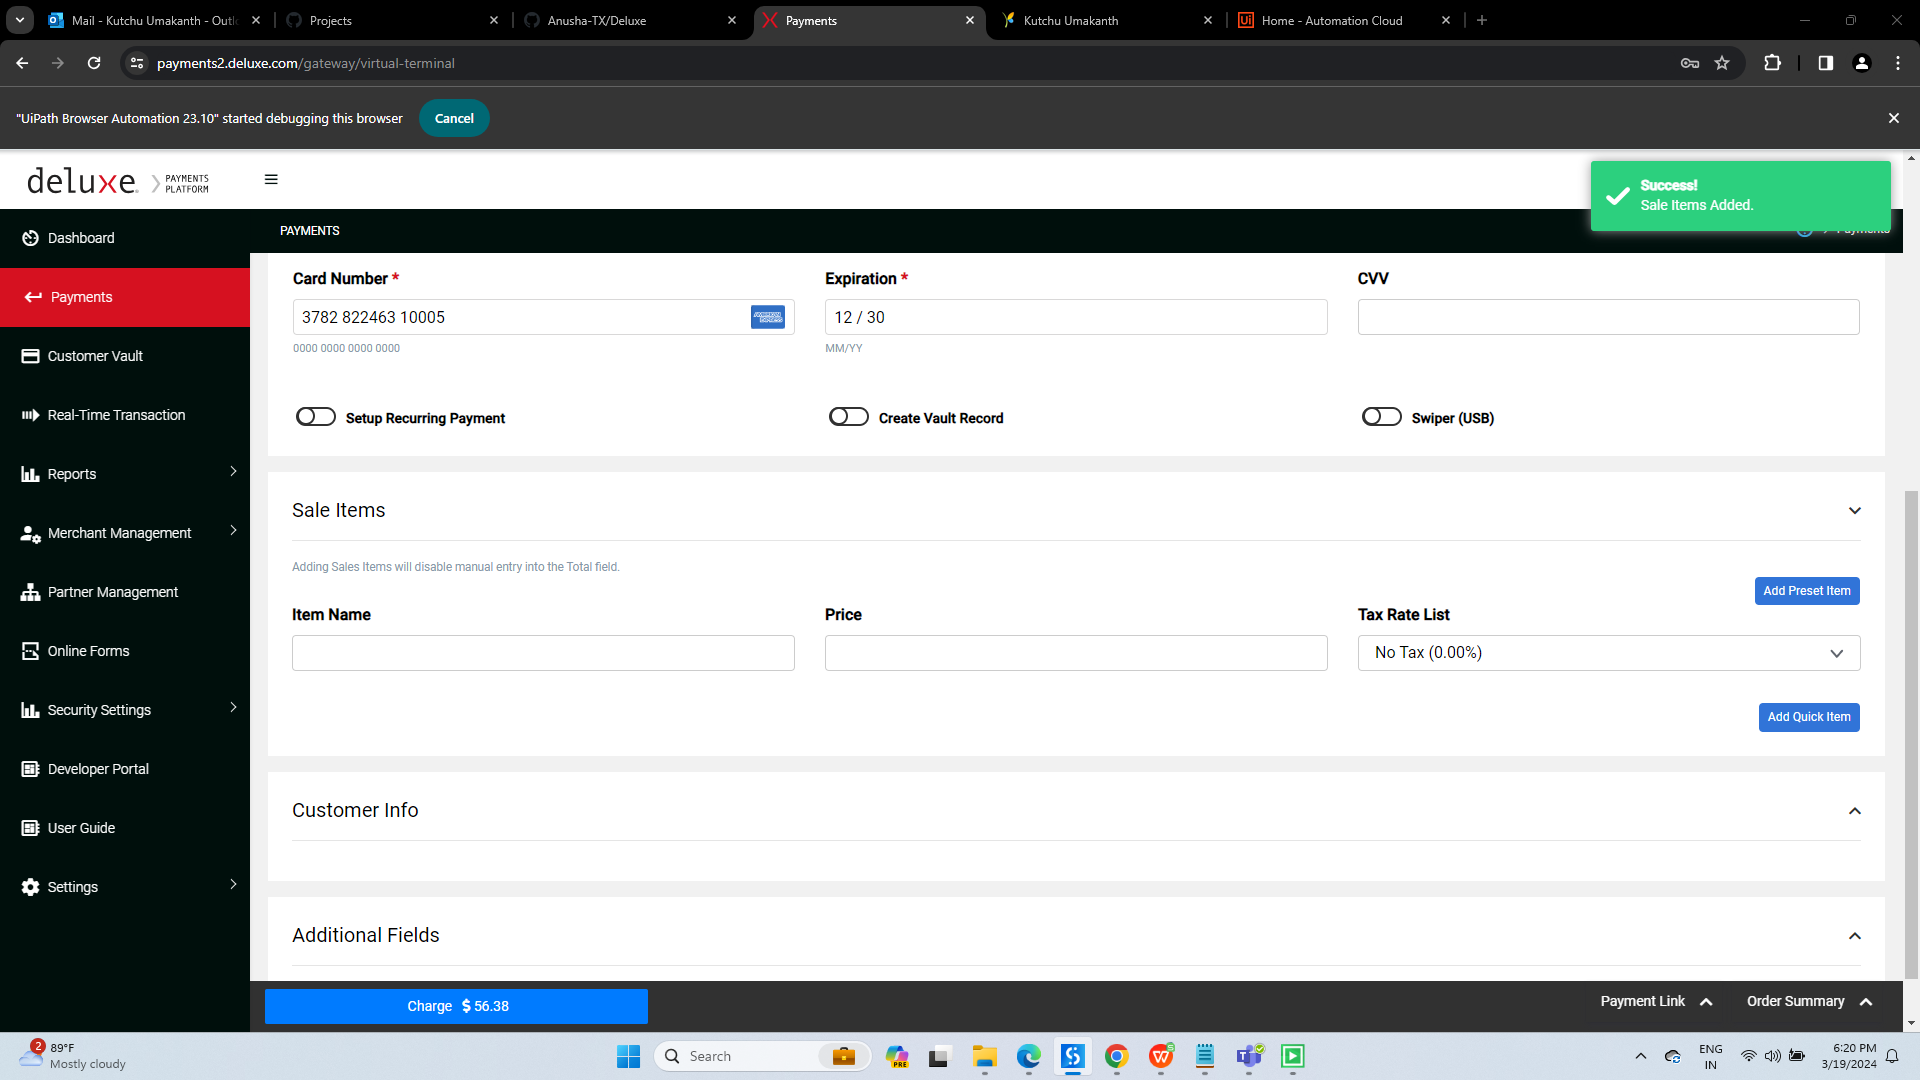 Mail - Kutchu Umakanth - Outl
Projects
Anusha-TX/Deluxe
Payments
Kutchu Umakanth
Ui
Home - Automation Cloud
payments2.deluxe.com/gateway/virtual-terminal
"UiPath Browser Automation 23.10" started debugging this browser
Cancel
deluxe.
PAYMENTS
PLATFORM
Success!
Sale Items Added.
PAYMENTS
Payments
Dashboard
Payments
Customer Vault
Real-Time Transaction
Reports
Merchant Management
Partner Management
Online Forms
Security Settings
Developer Portal
User Guide
Settings
Card Number *
Expiration *
CVV
3782 822463 10005
12 / 30
0000 0000 0000 0000
MM/YY
Setup Recurring Payment
Create Vault Record
Swiper (USB)
Sale Items
Adding Sales Items will disable manual entry into the Total field.
Add Preset Item
Item Name
Price
Tax Rate List
No Tax (0.00%)
Add Quick Item
Customer Info
Additional Fields
Charge $ 56.38
Payment Link
Order Summary
2
89°F
Mostly cloudy
Search
PRE
ENG
IN
6:20 PM
3/19/2024